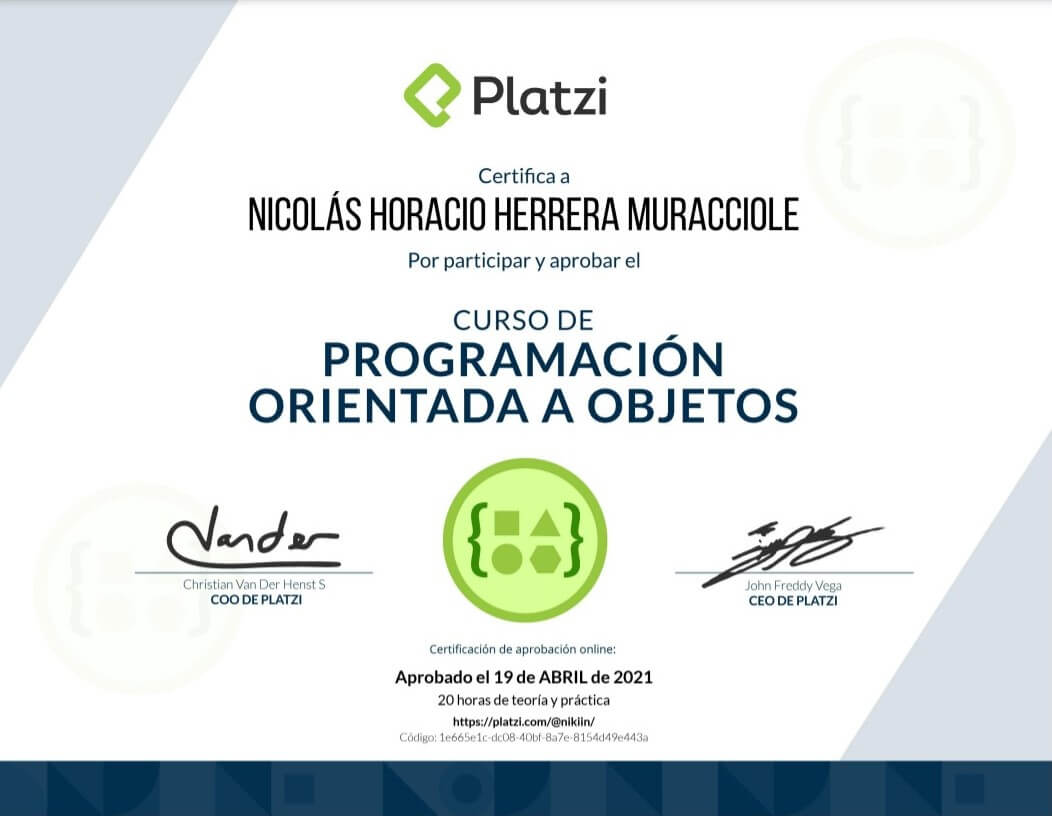 Platzi
Certifica a
NICOLÁS HORACIO HERRERA MURACCIOLE
Por participar y aprobar el
CURSO DE
PROGRAMACIÓN
ORIENTADA A OBJETOS
Vander
Christian Van Der Henst S
COO DE PLATZI
John Freddy Vega
CEO DE PLATZI
Certificación de aprobación online:
Aprobado el 19 de ABRIL de 2021
20 horas de teoría y práctica
https://platzi.com/@nikiin/
Código: 1e665e1c-dc08-40bf-8a7e-8154d49e443a